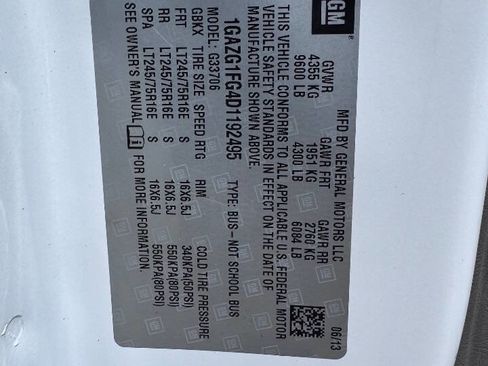 GM
MFD BY GENERAL MOTORS LLC 06/13
GVWR GAWR FRT GAWR RR
4355 KG 1951 KG 2760 KG
9600 LB 4300 LB 6084 LB
THIS VEHICLE CONFORMS TO ALL APPLICABLE U.S. FEDERAL MOTOR
VEHICLE SAFETY STANDARDS IN EFFECT ON THE DATE OF
MANUFACTURE SHOWN ABOVE.
1GAZG1FG4D1192495 TYPE: BUS–NOT SCHOOL BUS
MODEL: G33706
GBKX TIRE SIZE SPEED RTG RIM COLD TIRE PRESSURE
FRT LT245/75R16E S 16X6.5J 340KPA(50PSI)
RR LT245/75R16E S 16X6.5J 550KPA(80PSI)
SPA LT245/75R16E S 16X6.5J 550KPA(80PSI)
SEE OWNER'S MANUAL FOR MORE INFORMATION.